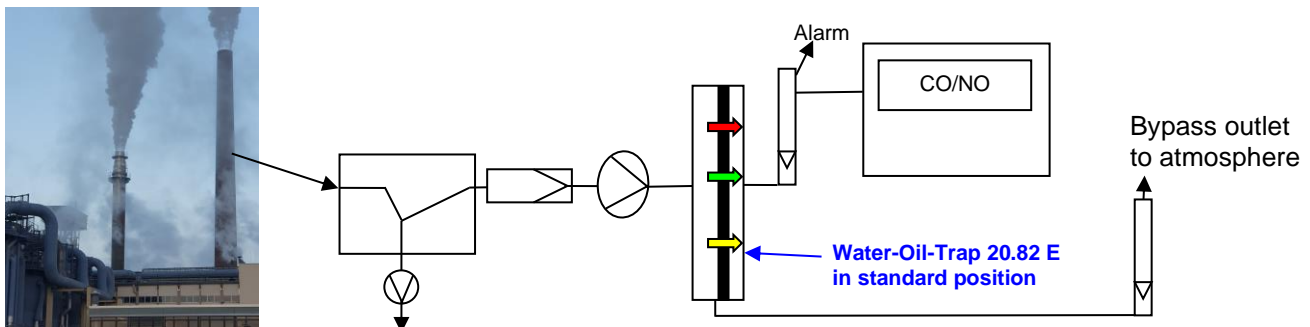 Alarm
CO/NO
Bypass outlet
to atmosphere
Water-Oil-Trap 20.82 E
in standard position